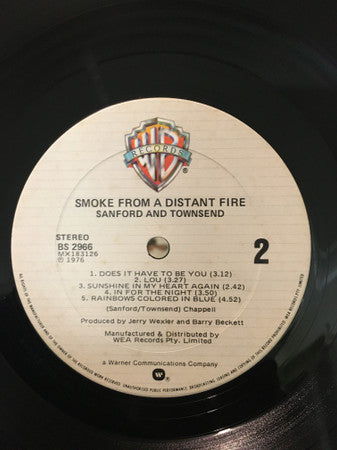 WB
RECORDS
®
SMOKE FROM A DISTANT FIRE
SANFORD AND TOWNSEND
STEREO
BS 2966
MX183126
℗ 1976
2
1. DOES IT HAVE TO BE YOU (3.12)
2. LOU (3.27)
3. SUNSHINE IN MY HEART AGAIN (2.42)
4. IN FOR THE NIGHT (3.50)
5. RAINBOWS COLORED IN BLUE (4.52)
(Sanford/Townsend) Chappell
Produced by Jerry Wexler and Barry Beckett
Manufactured & Distributed by
WEA Records Pty. Limited
a Warner Communications Company